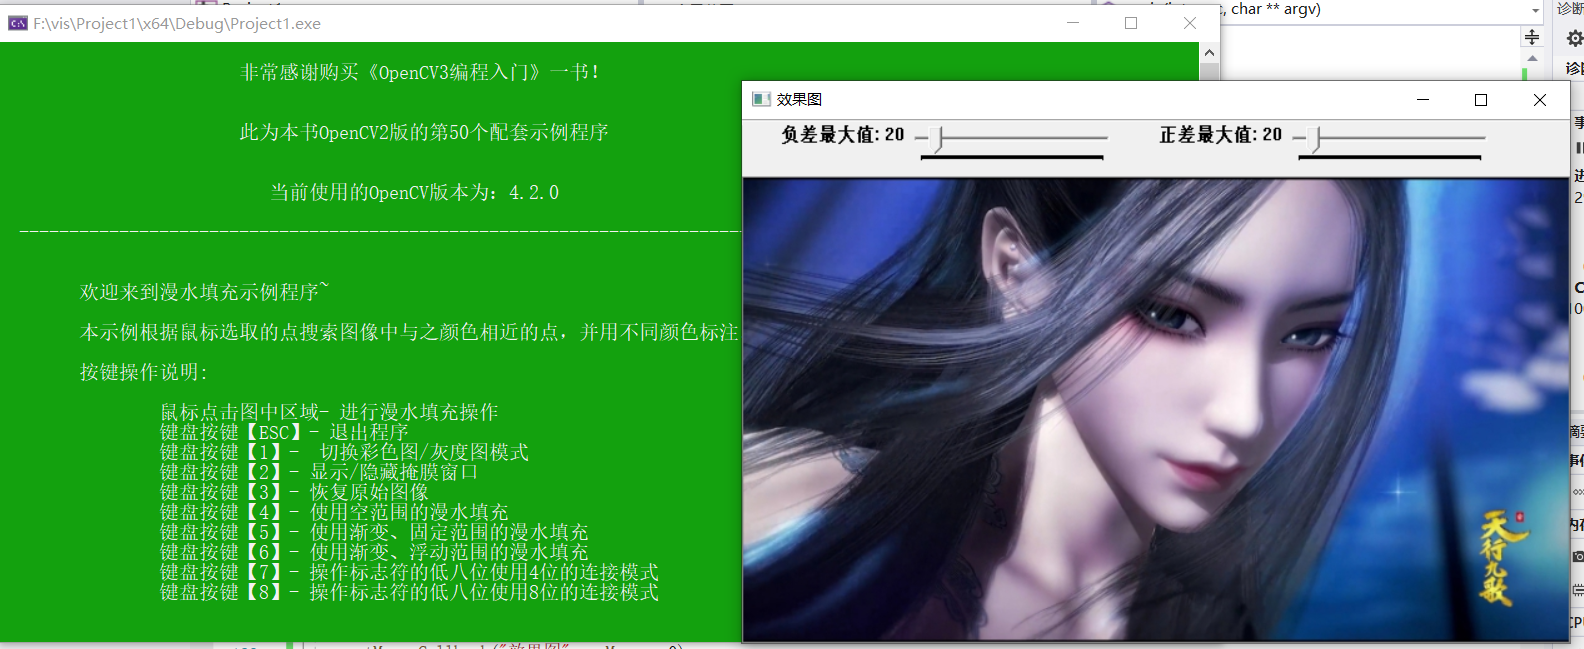 F:\vis\Project1\x64\Debug\Project1.exe
, char ** argv)
非常感谢购买《OpenCV3编程入门》一书!
此为本书OpenCV2版的第50个配套示例程序
当前使用的OpenCV版本为: 4.2.0
欢迎来到漫水填充示例程序~
本示例根据鼠标选取的点搜索图像中与之颜色相近的点，并用不同颜色标注
按键操作说明:
鼠标点击图中区域- 进行漫水填充操作
键盘按键【ESC】- 退出程序
键盘按键【1】- 切换彩色图/灰度图模式
键盘按键【2】- 显示/隐藏掩膜窗口
键盘按键【3】- 恢复原始图像
键盘按键【4】- 使用空范围的漫水填充
键盘按键【5】- 使用渐变、固定范围的漫水填充
键盘按键【6】- 使用渐变、浮动范围的漫水填充
键盘按键【7】- 操作标志符的低八位使用4位的连接模式
键盘按键【8】- 操作标志符的低八位使用8位的连接模式
效果图
负差最大值: 20 正差最大值: 20
天行九歌